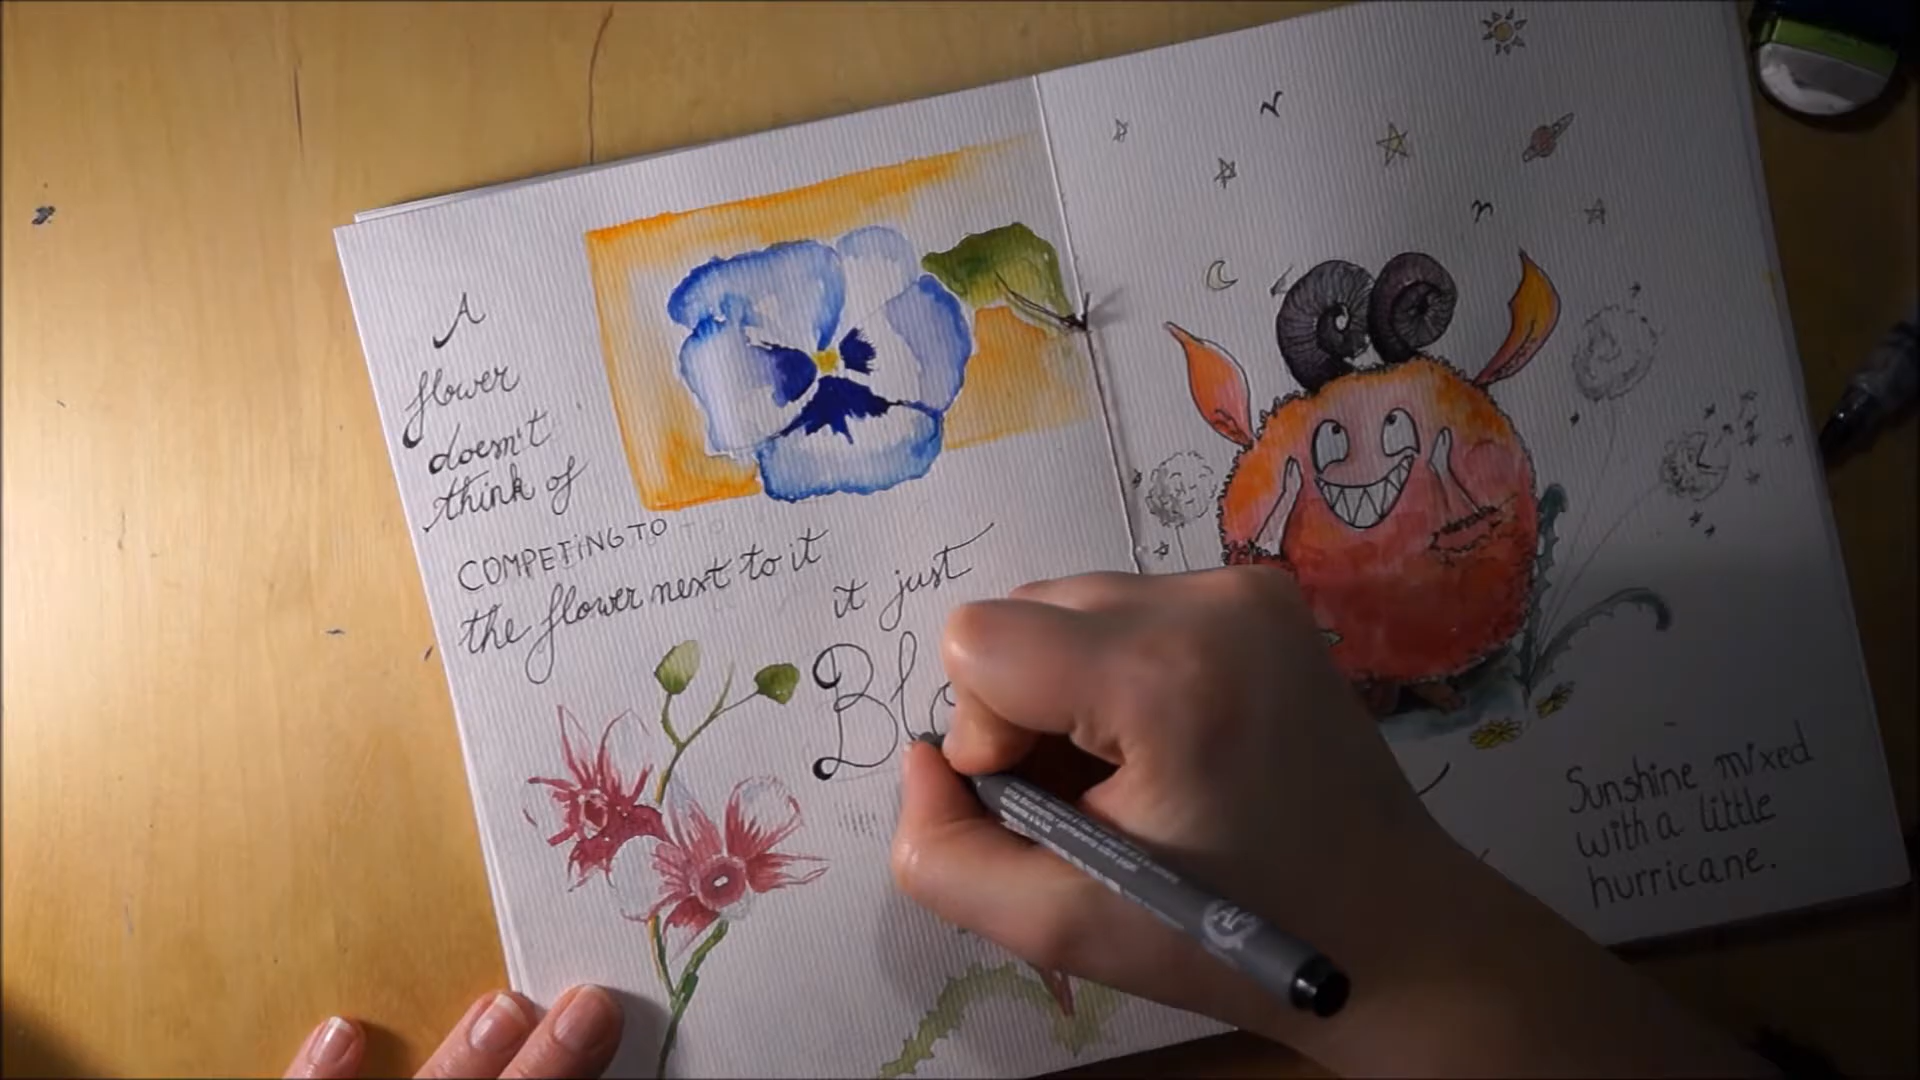 A
flower
doesn't
think of
COMPETING TO
the flower next to it
it just
Blo
Sunshine mixed
with a little
hurricane.